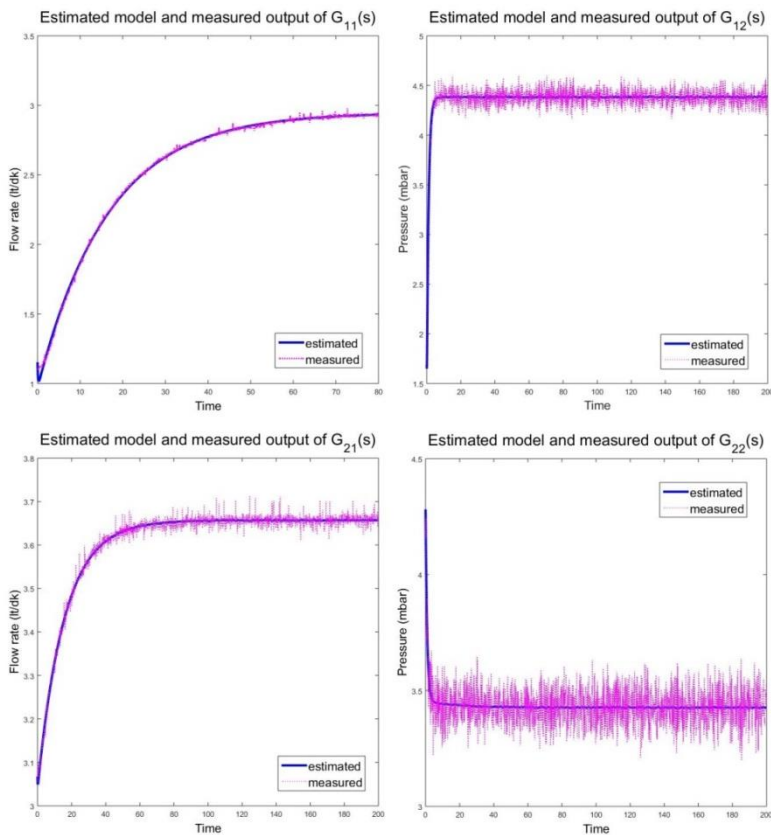 Estimated model and measured output of G11(s)
3.5
3
2.5
2
1.5
1
Flow rate (lt/dk)
estimated
measured
0 10 20 30 40 50 60 70 80
Time
Estimated model and measured output of G12(s)
5
4.5
4
3.5
3
2.5
2
1.5
Pressure (mbar)
estimated
measured
0 20 40 60 80 100 120 140 160 180 200
Time
Estimated model and measured output of G21(s)
3.8
3.7
3.6
3.5
3.4
3.3
3.2
3.1
3
Flow rate (lt/dk)
estimated
measured
0 20 40 60 80 100 120 140 160 180 200
Time
Estimated model and measured output of G22(s)
4.5
4
3.5
3
Pressure (mbar)
estimated
measured
0 20 40 60 80 100 120 140 160 180 200
Time